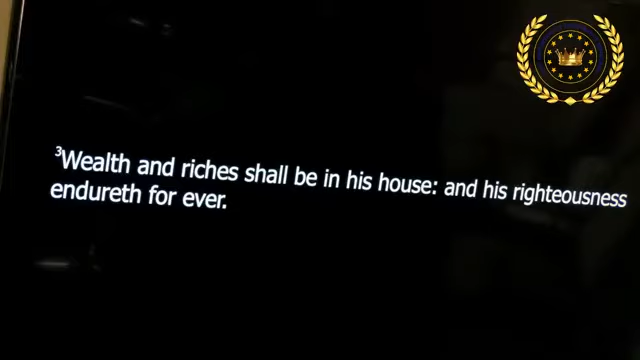 ³Wealth and riches shall be in his house: and his righteousness
endureth for ever.